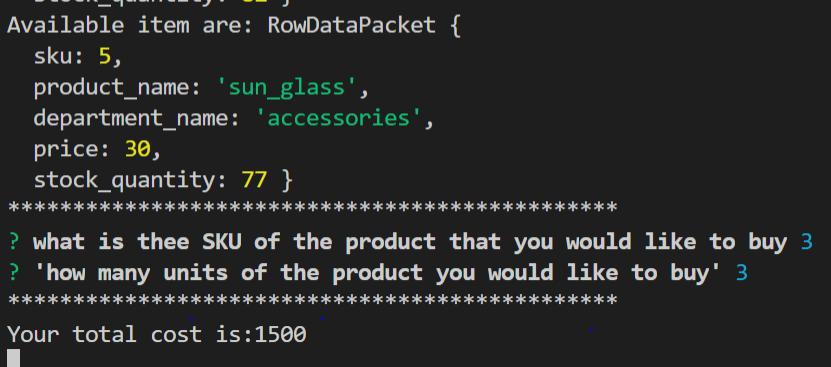 stock_quantity: 82 }
Available item are: RowDataPacket {
sku: 5,
product_name: 'sun_glass',
department_name: 'accessories',
price: 30,
stock_quantity: 77 }
***********************************************
? what is thee SKU of the product that you would like to buy 3
? 'how many units of the product you would like to buy' 3
***********************************************
Your total cost is:1500